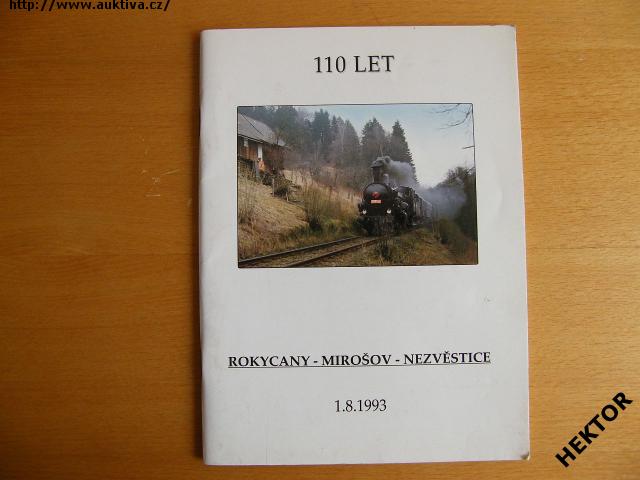 http://www.auktiva.cz/
110 LET
ROKYCANY - MIROŠOV - NEZVĚSTICE
1.8.1993
HEKTOR